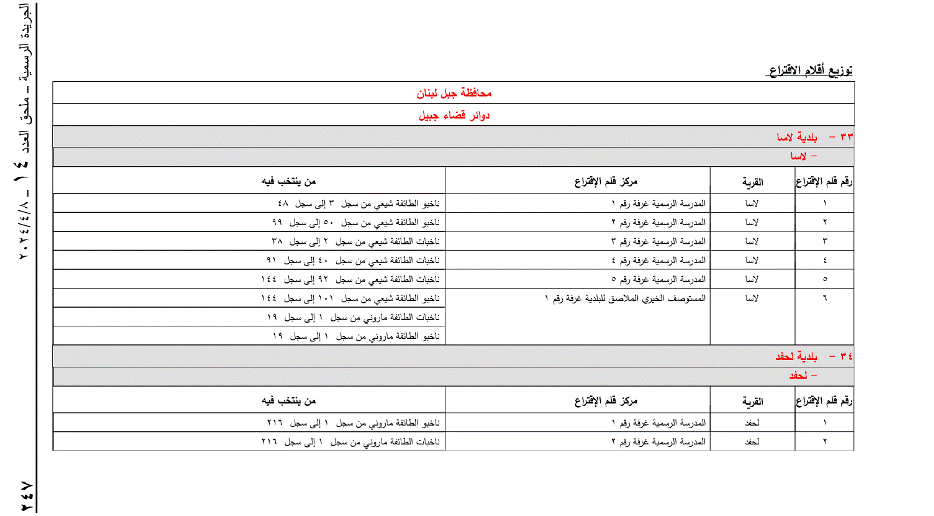 الجريدة الرسمية – ملحق العدد ١٤ – ٢٠٢٤/٤/٨
توزيع أقلام الاقتراع
محافظة جبل لبنان
دوائر قضاء جبيل
٣٣ - بلدية لاسا
- لاسا
رقم قلم الإقتراع القرية مركز قلم الإقتراع من ينتخب فيه
١ لاسا المدرسة الرسمية غرفة رقم ١ ناخبو الطائفة شيعي من سجل ٣ إلى سجل ٤٨
٢ لاسا المدرسة الرسمية غرفة رقم ٢ ناخبو الطائفة شيعي من سجل ٥٠ إلى سجل ٩٩
٣ لاسا المدرسة الرسمية غرفة رقم ٣ ناخبات الطائفة شيعي من سجل ٢ إلى سجل ٣٨
٤ لاسا المدرسة الرسمية غرفة رقم ٤ ناخبات الطائفة شيعي من سجل ٤٠ إلى سجل ٩١
٥ لاسا المدرسة الرسمية غرفة رقم ٥ ناخبات الطائفة شيعي من سجل ٩٢ إلى سجل ١٤٤
٦ لاسا المستوصف الخيري الملاصق للبلدية غرفة رقم ١ ناخبو الطائفة شيعي من سجل ١٠١ إلى سجل ١٤٤
ناخبات الطائفة ماروني من سجل ١ إلى سجل ١٩
ناخبو الطائفة ماروني من سجل ١ إلى سجل ١٩
٣٤ - بلدية لحفد
- لحفد
رقم قلم الإقتراع القرية مركز قلم الإقتراع من ينتخب فيه
١ لحفد المدرسة الرسمية غرفة رقم ١ ناخبو الطائفة ماروني من سجل ١ إلى سجل ٢١٦
٢ لحفد المدرسة الرسمية غرفة رقم ٢ ناخبات الطائفة ماروني من سجل ١ إلى سجل ٢١٦
٢٤٧